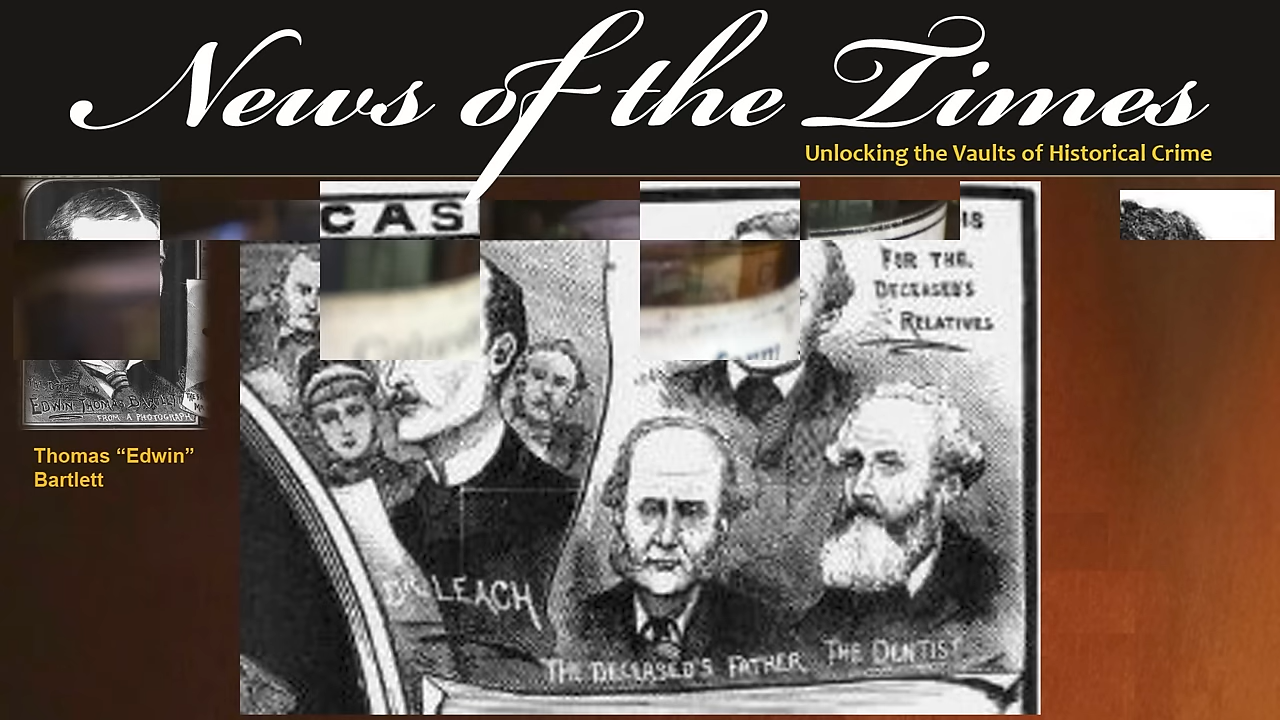 News of the Times
Unlocking the Vaults of Historical Crime
CAS
IS
FOR THE
DECEASED'S
RELATIVES
EDWIN THOMAS BARTLETT
FROM A PHOTOGRAPH
Thomas “Edwin”
Bartlett
DR LEACH
THE DECEASED'S FATHER
THE DENTIST